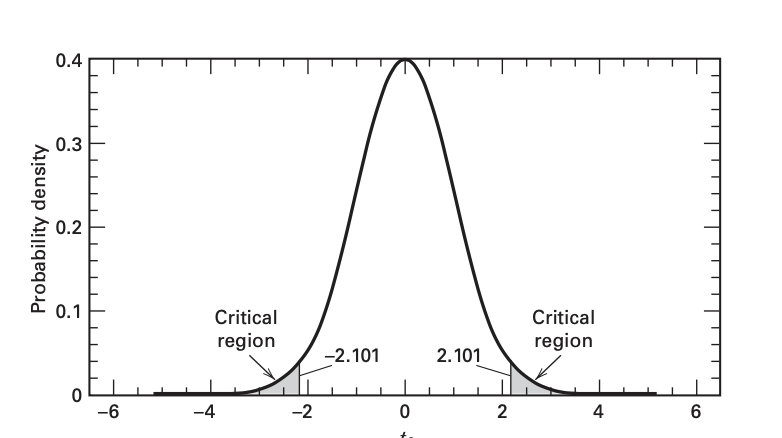 0.4
0.3
0.2
0.1
0
Probability density
Critical
region
–2.101
2.101
Critical
region
–6
–4
–2
0
2
4
6